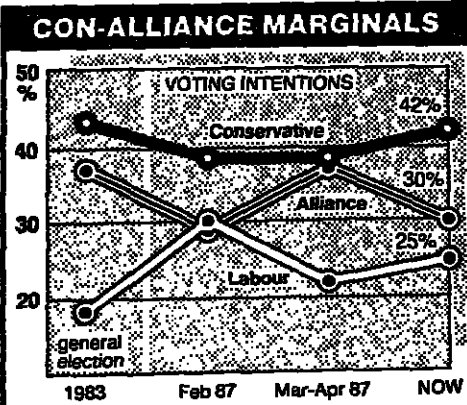 CON-ALLIANCE MARGINALS
50
%
VOTING INTENTIONS
42%
Conservative
40
30%
Alliance
30
25%
Labour
20
general
election
1983 Feb 87 Mar-Apr 87 NOW